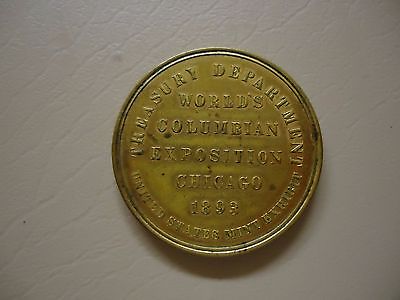 TREASURY DEPARTMENT
WORLD'S
COLUMBIAN
EXPOSITION
CHICAGO
1893
UNITED STATES MINT EXHIBIT